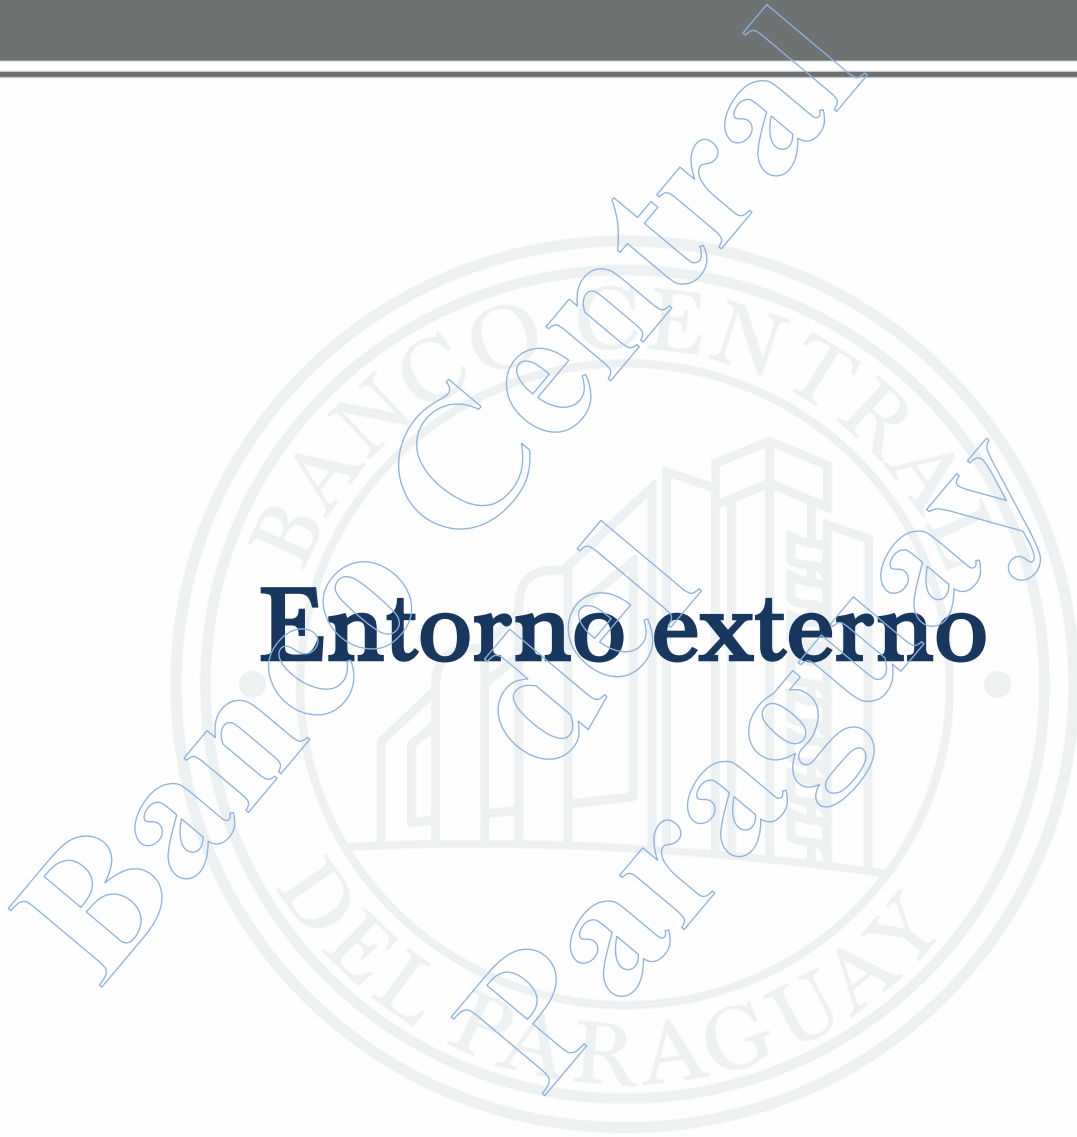 Entorno externo
Banco Central
del
Paraguay
BANCO CENTRAL
DEL PARAGUAY